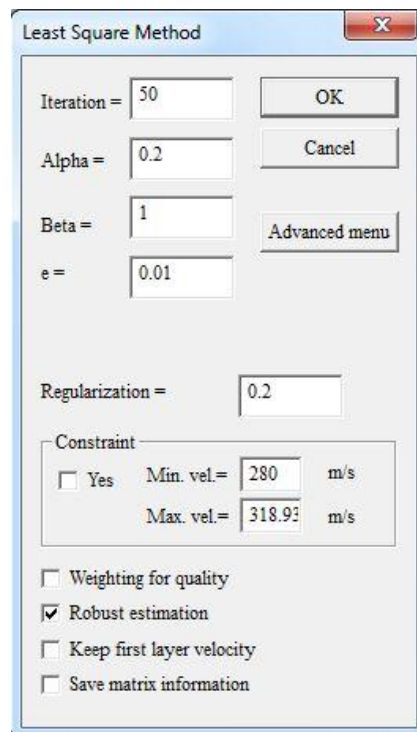 Least Square Method
Iteration = 50 OK
Alpha = 0.2 Cancel
Beta = 1 Advanced menu
e = 0.01
Regularization = 0.2
Constraint
Yes Min. vel.= 280 m/s
Max. vel.= 318.93 m/s
Weighting for quality
Robust estimation
Keep first layer velocity
Save matrix information